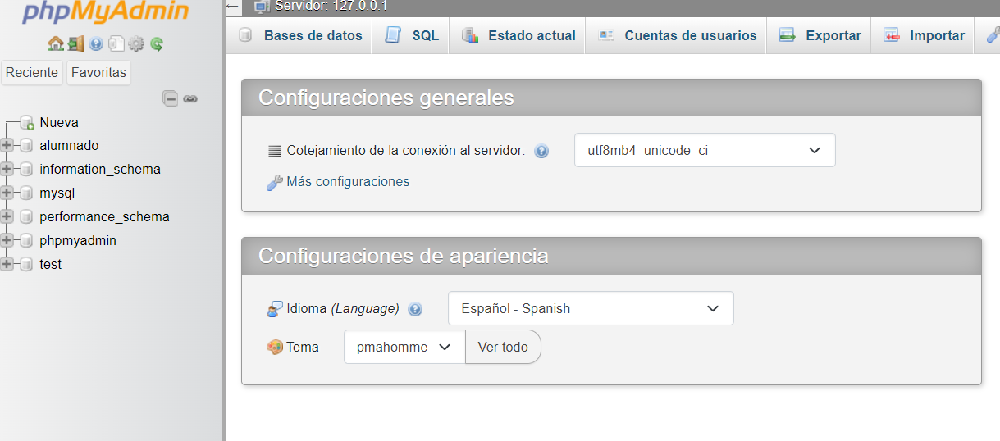 phpMyAdmin
Reciente Favoritas
Nueva
alumnado
information_schema
mysql
performance_schema
phpmyadmin
test
← Servidor: 127.0.0.1
Bases de datos SQL Estado actual Cuentas de usuarios Exportar Importar
Configuraciones generales
Cotejamiento de la conexión al servidor: utf8mb4_unicode_ci
Más configuraciones
Configuraciones de apariencia
Idioma (Language) Español - Spanish
Tema pmahomme Ver todo